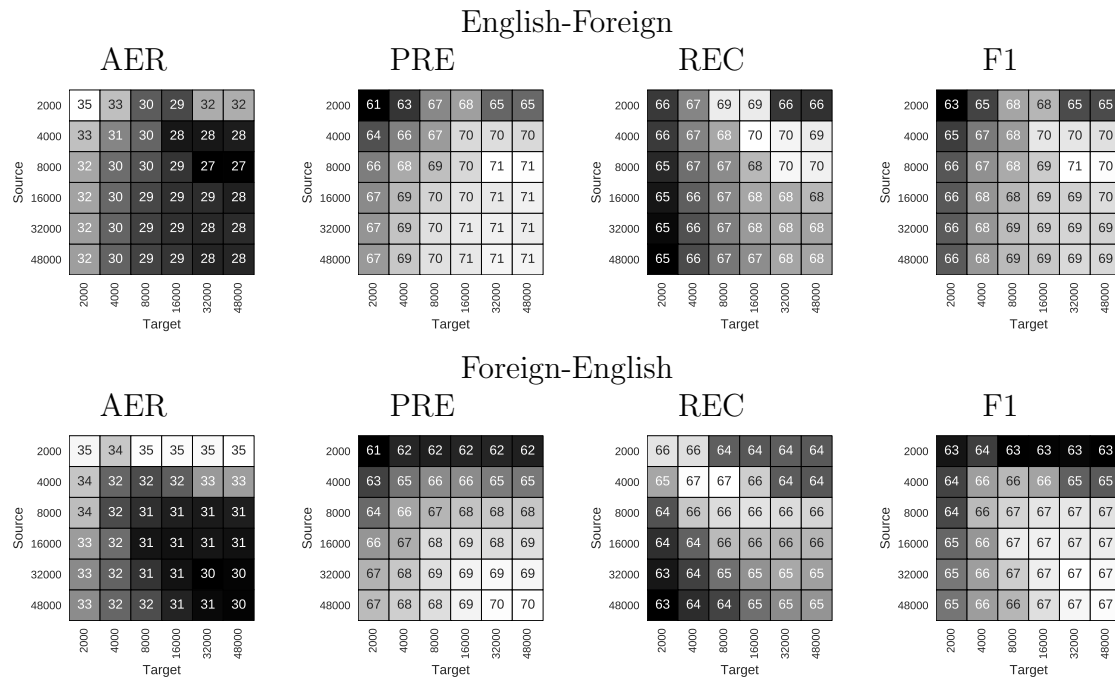 English-Foreign
AER PRE REC F1
2000 35 33 30 29 32 32 2000 61 63 67 68 65 65 2000 66 67 69 69 66 66 2000 63 65 68 68 65 65
4000 33 31 30 28 28 28 4000 64 66 67 70 70 70 4000 66 67 68 70 70 69 4000 65 67 68 70 70 70
8000 32 30 30 29 27 27 8000 66 68 69 70 71 71 8000 65 66 67 68 70 70 8000 66 67 68 69 71 70
16000 32 30 29 29 29 28 16000 67 69 70 70 71 71 16000 65 66 67 68 68 68 16000 66 68 68 69 69 70
32000 32 30 29 29 28 28 32000 67 69 70 71 71 71 32000 65 66 67 68 68 68 32000 66 68 69 69 69 69
48000 32 30 29 29 28 28 48000 67 69 70 71 71 71 48000 65 66 67 67 68 68 48000 66 68 69 69 69 69
Source Source Source Source
2000 4000 8000 16000 32000 48000 2000 4000 8000 16000 32000 48000 2000 4000 8000 16000 32000 48000 2000 4000 8000 16000 32000 48000
Target Target Target Target
Foreign-English
AER PRE REC F1
2000 35 34 35 35 35 35 2000 61 62 62 62 62 62 2000 66 66 64 64 64 64 2000 63 64 63 63 63 63
4000 34 32 32 32 33 33 4000 63 65 66 66 65 65 4000 65 67 67 66 64 64 4000 64 66 66 66 65 65
8000 34 32 31 31 31 31 8000 64 66 67 68 68 68 8000 64 66 66 66 66 66 8000 64 66 67 67 67 67
16000 33 32 31 31 31 31 16000 66 67 68 69 68 69 16000 64 64 66 66 66 66 16000 65 66 67 67 67 67
32000 33 32 31 31 30 30 32000 67 68 69 69 69 69 32000 63 64 65 65 65 65 32000 65 66 67 67 67 67
48000 33 32 32 31 31 30 48000 67 68 68 69 70 70 48000 63 64 64 65 65 65 48000 65 66 66 67 67 67
Source Source Source Source
2000 4000 8000 16000 32000 48000 2000 4000 8000 16000 32000 48000 2000 4000 8000 16000 32000 48000 2000 4000 8000 16000 32000 48000
Target Target Target Target